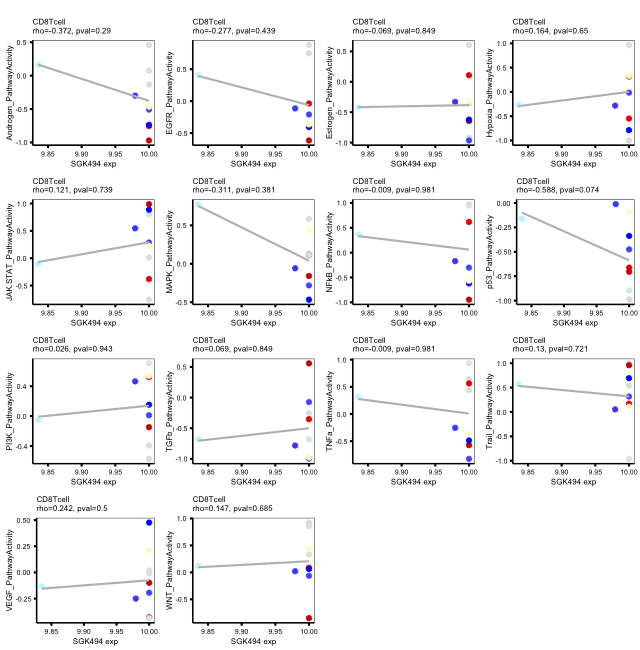 CD8Tcell
rho=-0.372, pval=0.29
Androgen_PathwayActivity
0.5
0.0
-0.5
-1.0
9.85
9.90
9.95
10.00
SGK494 exp
CD8Tcell
rho=-0.277, pval=0.439
EGFR_PathwayActivity
0.5
0.0
-0.5
9.85
9.90
9.95
10.00
SGK494 exp
CD8Tcell
rho=-0.069, pval=0.849
Estrogen_PathwayActivity
0.5
0.0
-0.5
-1.0
9.85
9.90
9.95
10.00
SGK494 exp
CD8Tcell
rho=0.164, pval=0.65
Hypoxia_PathwayActivity
1.0
0.5
0.0
-0.5
-1.0
9.85
9.90
9.95
10.00
SGK494 exp
CD8Tcell
rho=0.121, pval=0.739
JAK.STAT_PathwayActivity
1.0
0.5
0.0
-0.5
9.85
9.90
9.95
10.00
SGK494 exp
CD8Tcell
rho=-0.311, pval=0.381
MAPK_PathwayActivity
0.5
0.0
-0.5
9.85
9.90
9.95
10.00
SGK494 exp
CD8Tcell
rho=-0.009, pval=0.981
NFkB_PathwayActivity
1.0
0.5
0.0
-0.5
-1.0
9.85
9.90
9.95
10.00
SGK494 exp
CD8Tcell
rho=-0.588, pval=0.074
p53_PathwayActivity
0.00
-0.25
-0.50
-0.75
-1.00
9.85
9.90
9.95
10.00
SGK494 exp
CD8Tcell
rho=0.026, pval=0.943
PI3K_PathwayActivity
0.4
0.0
-0.4
9.85
9.90
9.95
10.00
SGK494 exp
CD8Tcell
rho=0.069, pval=0.849
TGFb_PathwayActivity
0.5
0.0
-0.5
-1.0
9.85
9.90
9.95
10.00
SGK494 exp
CD8Tcell
rho=-0.009, pval=0.981
TNFa_PathwayActivity
1.0
0.5
0.0
-0.5
9.85
9.90
9.95
10.00
SGK494 exp
CD8Tcell
rho=0.13, pval=0.721
Trail_PathwayActivity
1.0
0.5
0.0
-0.5
-1.0
9.85
9.90
9.95
10.00
SGK494 exp
CD8Tcell
rho=0.242, pval=0.5
VEGF_PathwayActivity
0.50
0.25
0.00
-0.25
9.85
9.90
9.95
10.00
SGK494 exp
CD8Tcell
rho=0.147, pval=0.685
WNT_PathwayActivity
1.0
0.5
0.0
-0.5
9.85
9.90
9.95
10.00
SGK494 exp